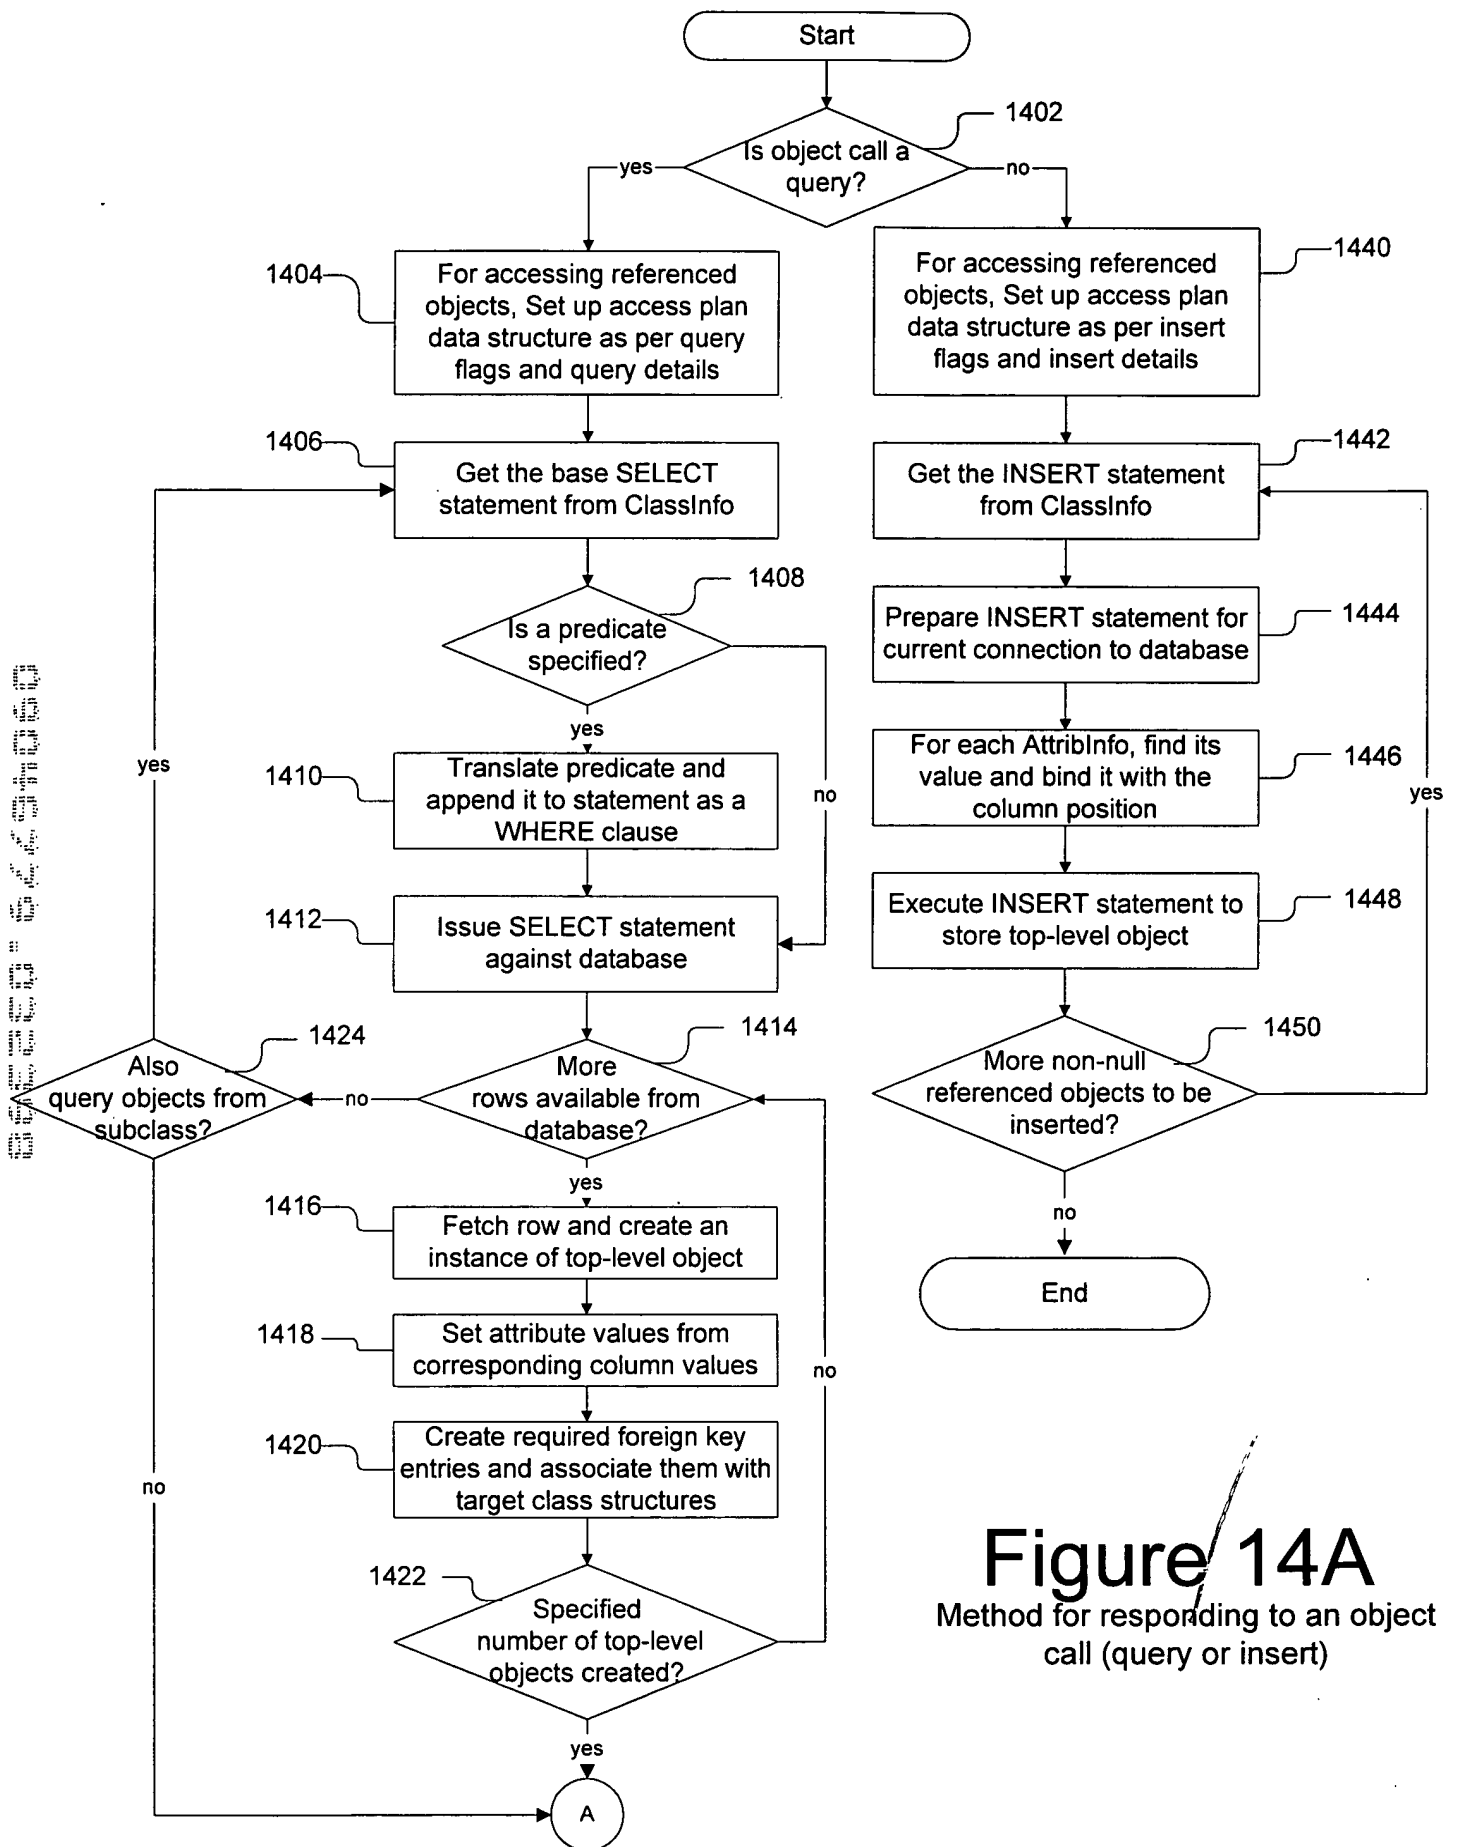 Start
1402
Is object call a
query?
yes
no
1404
For accessing referenced
objects, Set up access plan
data structure as per query
flags and query details
1440
For accessing referenced
objects, Set up access plan
data structure as per insert
flags and insert details
1406
Get the base SELECT
statement from ClassInfo
1442
Get the INSERT statement
from ClassInfo
1408
Is a predicate
specified?
yes
no
1444
Prepare INSERT statement for
current connection to database
1410
Translate predicate and
append it to statement as a
WHERE clause
1446
For each AttribInfo, find its
value and bind it with the
column position
yes
yes
1412
Issue SELECT statement
against database
1448
Execute INSERT statement to
store top-level object
1424
Also
query objects from
subclass?
no
1414
More
rows available from
database?
yes
1450
More non-null
referenced objects to be
inserted?
no
End
1416
Fetch row and create an
instance of top-level object
1418
Set attribute values from
corresponding column values
no
1420
Create required foreign key
entries and associate them with
target class structures
no
1422
Specified
number of top-level
objects created?
yes
A
Figure 14A
Method for responding to an object
call (query or insert)